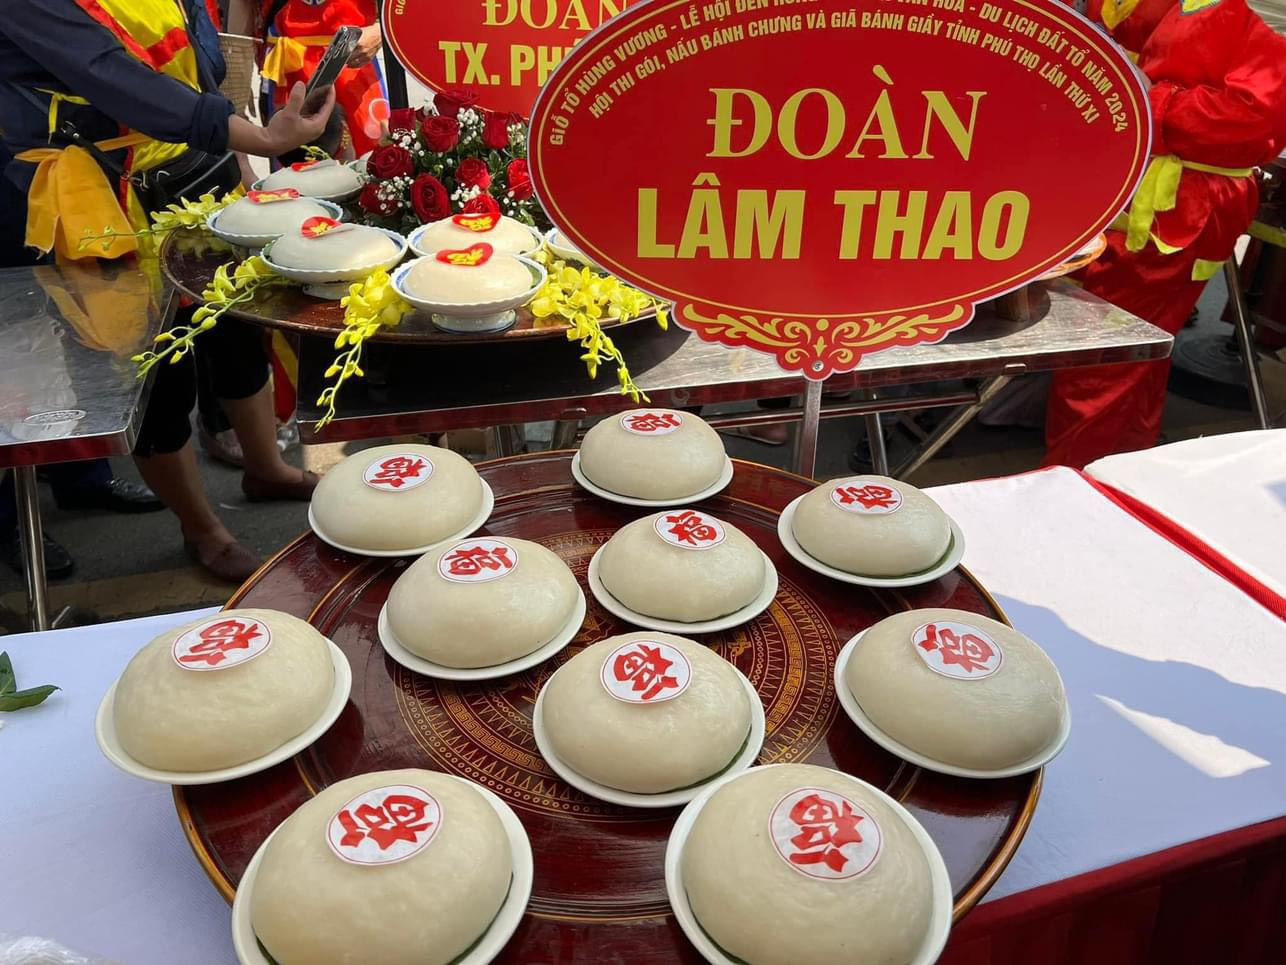 ĐOÀN
TX. PH
GIỖ TỔ HÙNG VƯƠNG - LỄ HỘI ĐỀN HÙNG HOÁ - DU LỊCH ĐẤT TỔ NĂM 2024
HỘI THI GÓI, NẤU BÁNH CHƯNG VÀ GIÃ BÁNH GIẦY TỈNH PHÚ THỌ LẦN THỨ XI
ĐOÀN
LÂM THAO
福
福
福
福
福
福
福
福
福
福